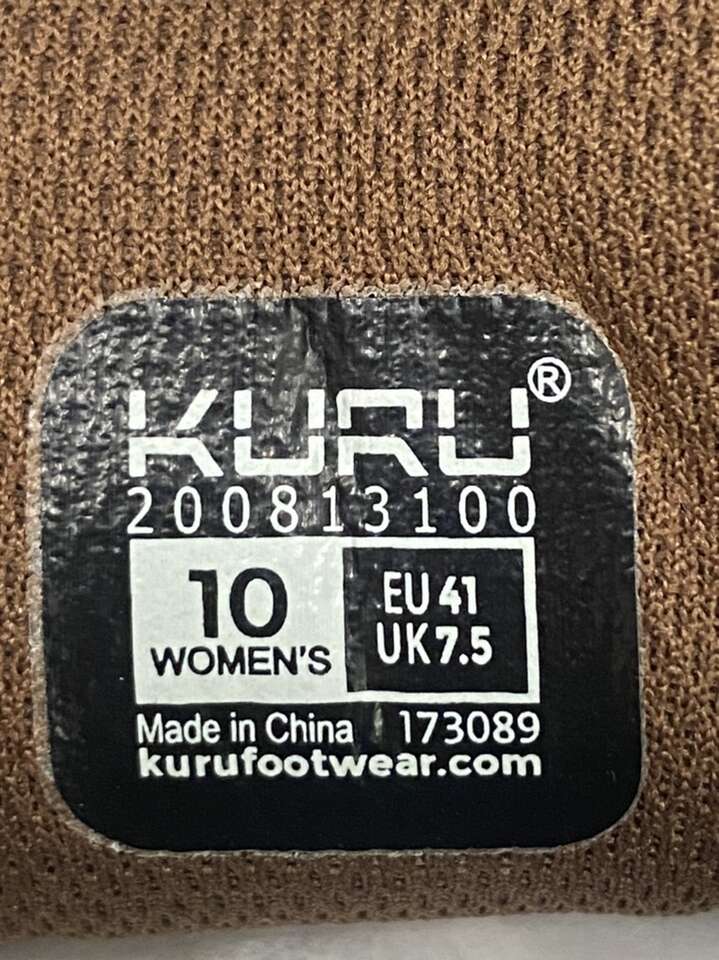 KURU®
200813100
10
WOMEN'S
EU 41
UK 7.5
Made in China 173089
kurufootwear.com